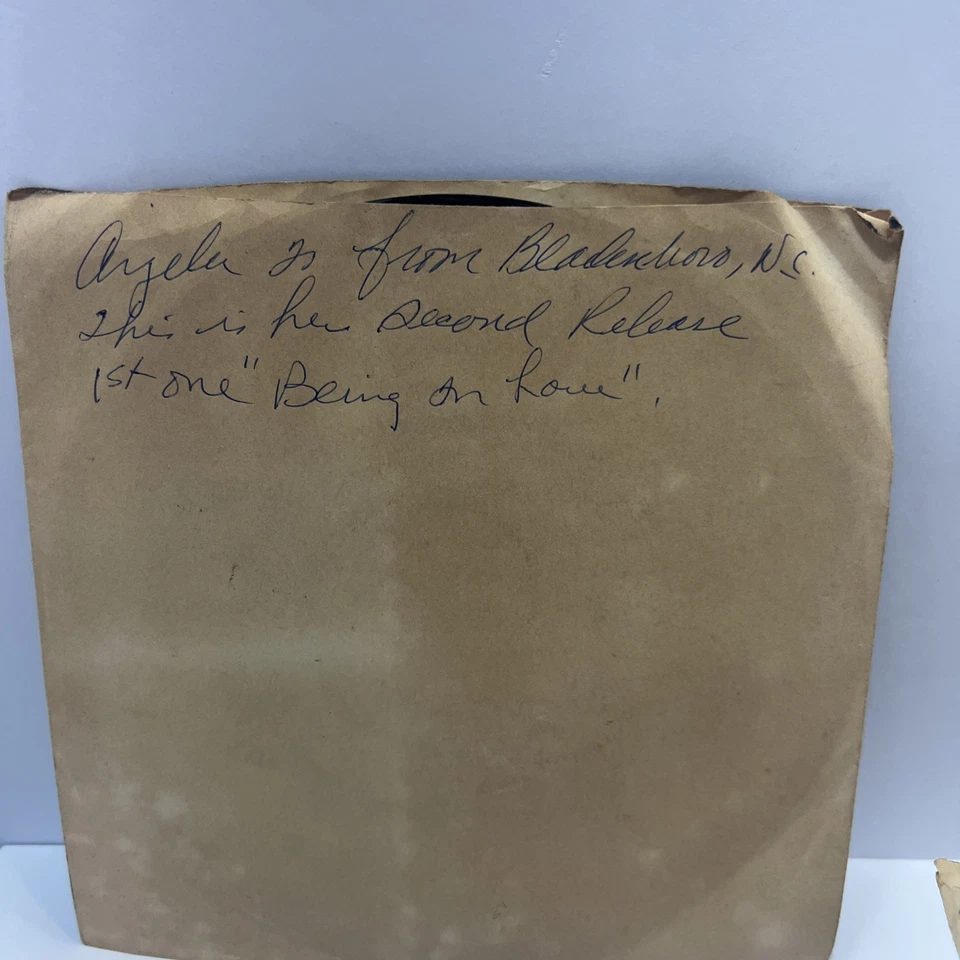 Angela is from Bladenboro, N.C.
This is her second Release
1st one "Being In Love".